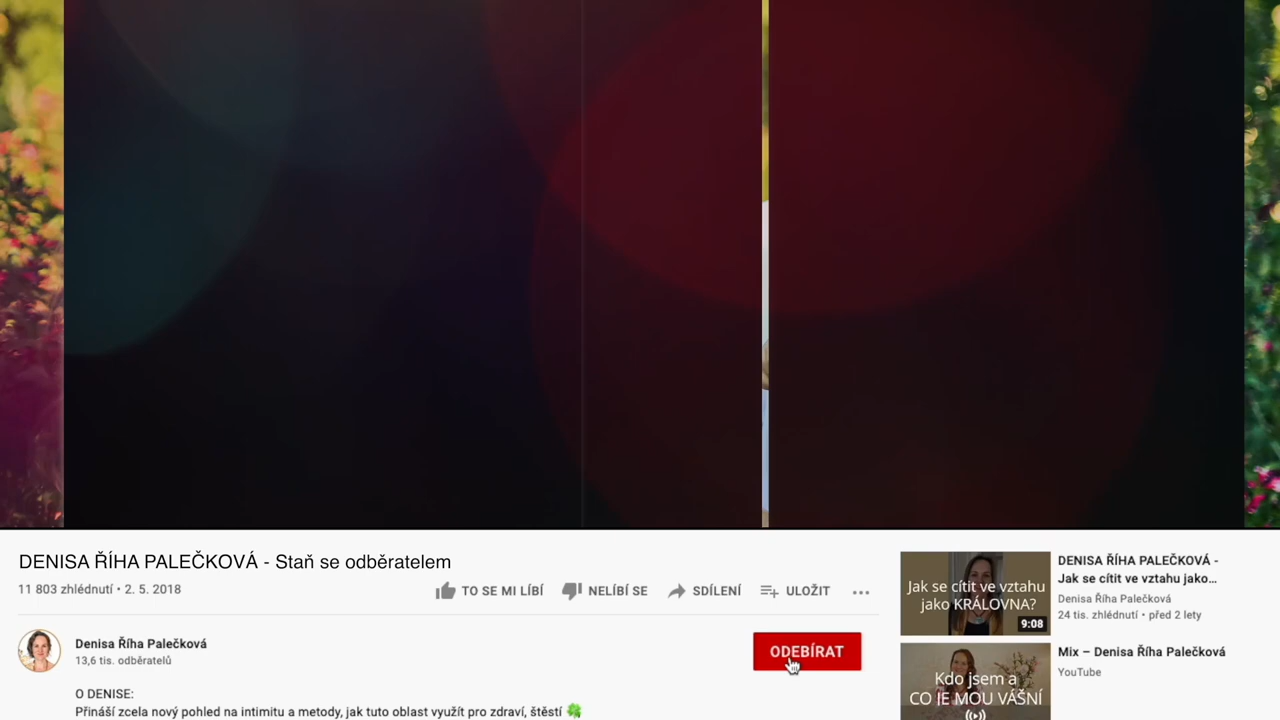 DENISA ŘÍHA PALEČKOVÁ - Staň se odběratelem
11 803 zhlédnutí • 2. 5. 2018
TO SE MI LÍBÍ
NELÍBÍ SE
SDÍLENÍ
ULOŽIT
Denisa Říha Palečková
13,6 tis. odběratelů
ODEBÍRAT
O DENISE:
Přináší zcela nový pohled na intimitu a metody, jak tuto oblast využít pro zdraví, štěstí 🍀
Jak se cítit ve vztahu
jako KRÁLOVNA?
9:08
DENISA ŘÍHA PALEČKOVÁ -
Jak se cítit ve vztahu jako...
Denisa Říha Palečková
24 tis. zhlédnutí • před 2 lety
Kdo jsem a
CO JE MOU VÁŠNÍ
Mix – Denisa Říha Palečková
YouTube